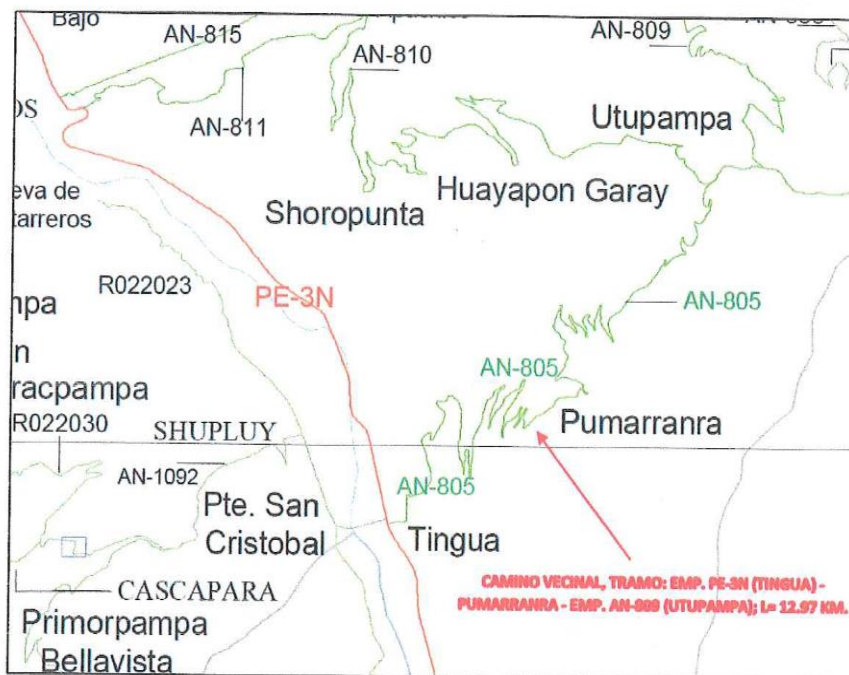 Bajo
AN-815
AN-809
AN-810
OS
AN-811
Utupampa
Huayapon Garay
eva de
tarreros
Shoropunta
R022023
PE-3N
AN-805
npa
n
AN-805
racpampa
Pumarranra
R022030
SHUPLUY
AN-1092
AN-805
Pte. San
Cristobal
Tingua
CAMINO VECINAL, TRAMO: EMP. PE-3N (TINGUA) -
PUMARRANRA - EMP. AN-809 (UTUPAMPA); L= 12.97 KM.
CASCAPARA
Primorpampa
Bellavista